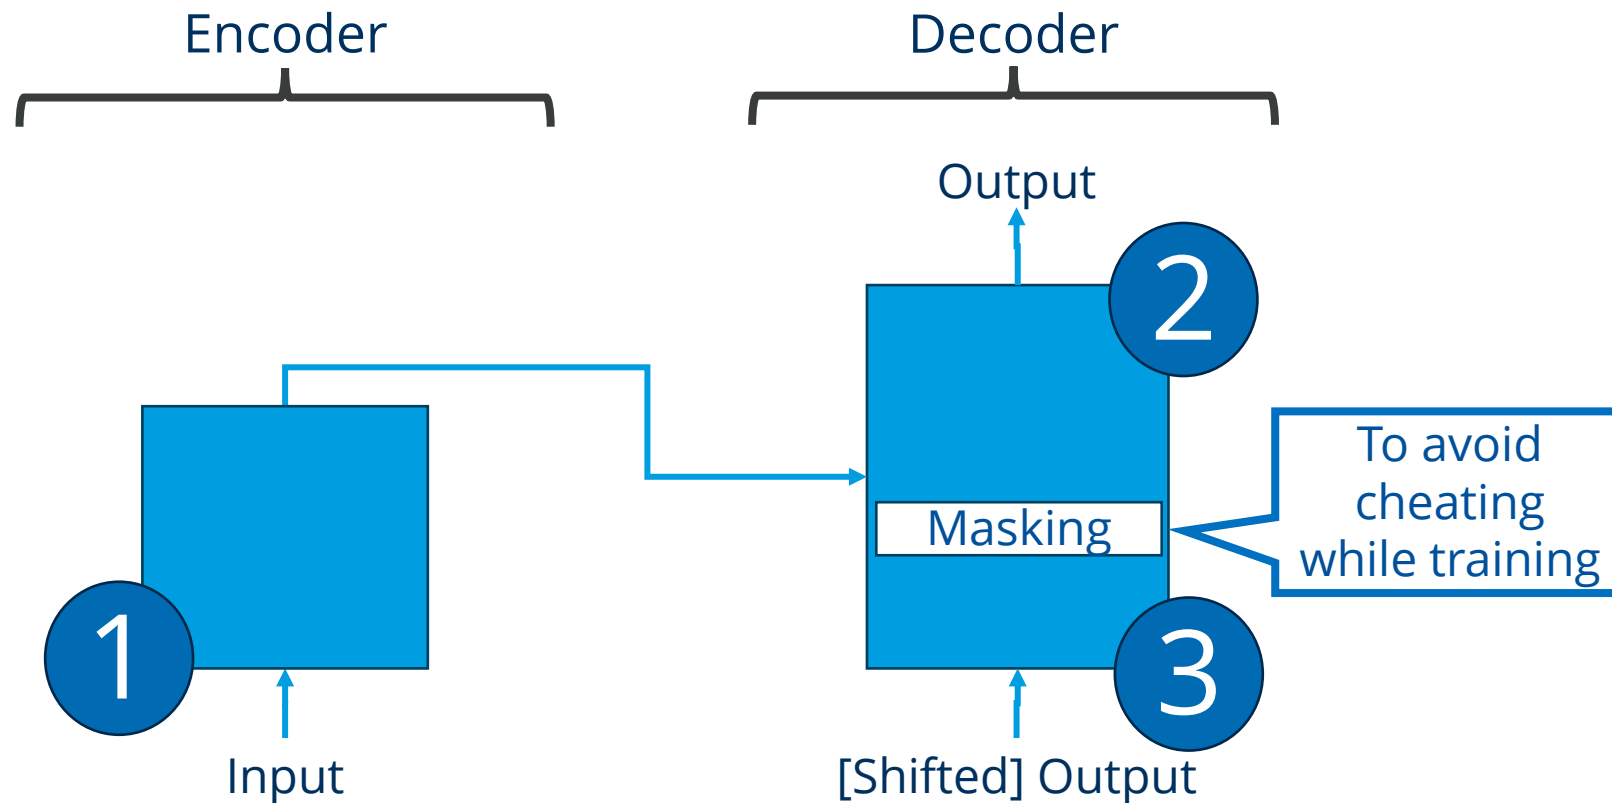 Encoder
Decoder
Output
2
To avoid
cheating
while training
Masking
1
3
Input
[Shifted] Output